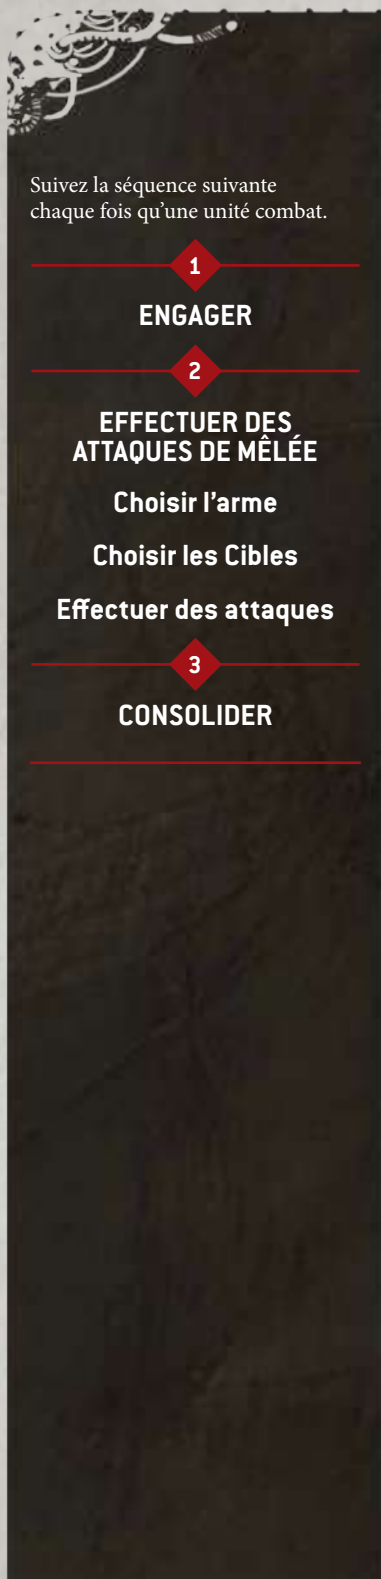 Suivez la séquence suivante
chaque fois qu'une unité combat.
1
ENGAGER
2
EFFECTUER DES
ATTAQUES DE MÊLÉE
Choisir l'arme
Choisir les Cibles
Effectuer des attaques
3
CONSOLIDER